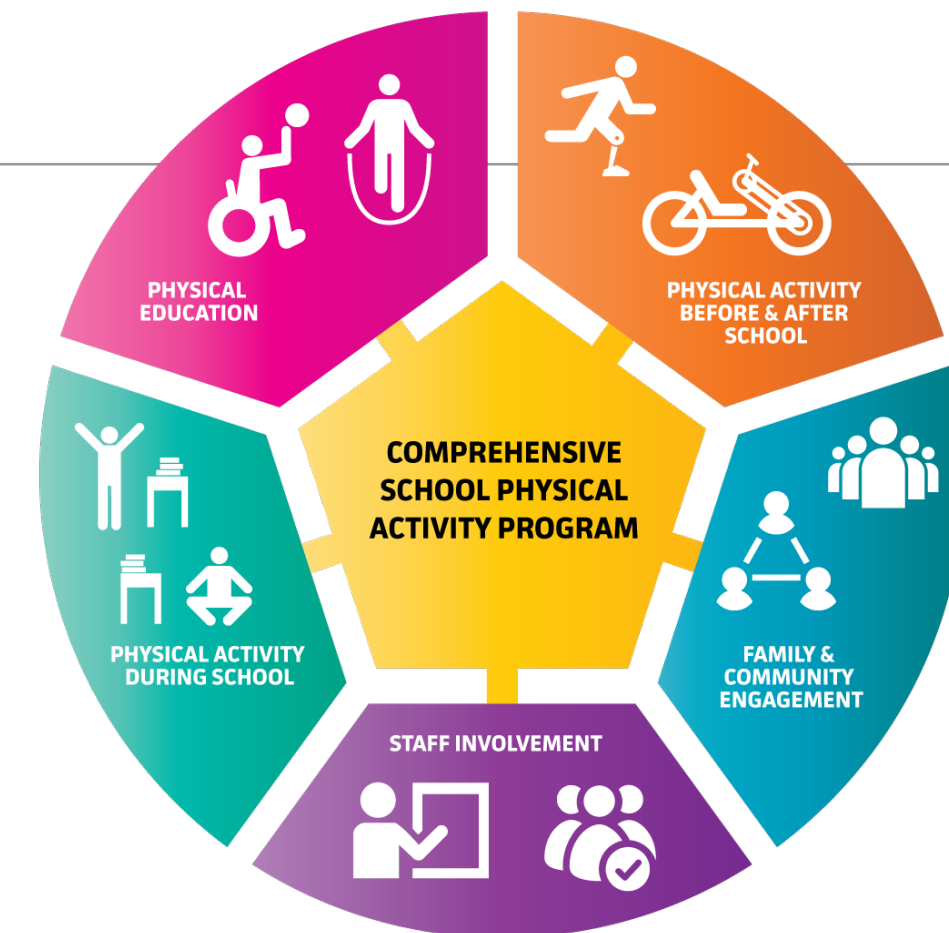 PHYSICAL
EDUCATION
PHYSICAL ACTIVITY
BEFORE & AFTER
SCHOOL
COMPREHENSIVE
SCHOOL PHYSICAL
ACTIVITY PROGRAM
PHYSICAL ACTIVITY
DURING SCHOOL
FAMILY &
COMMUNITY
ENGAGEMENT
STAFF INVOLVEMENT